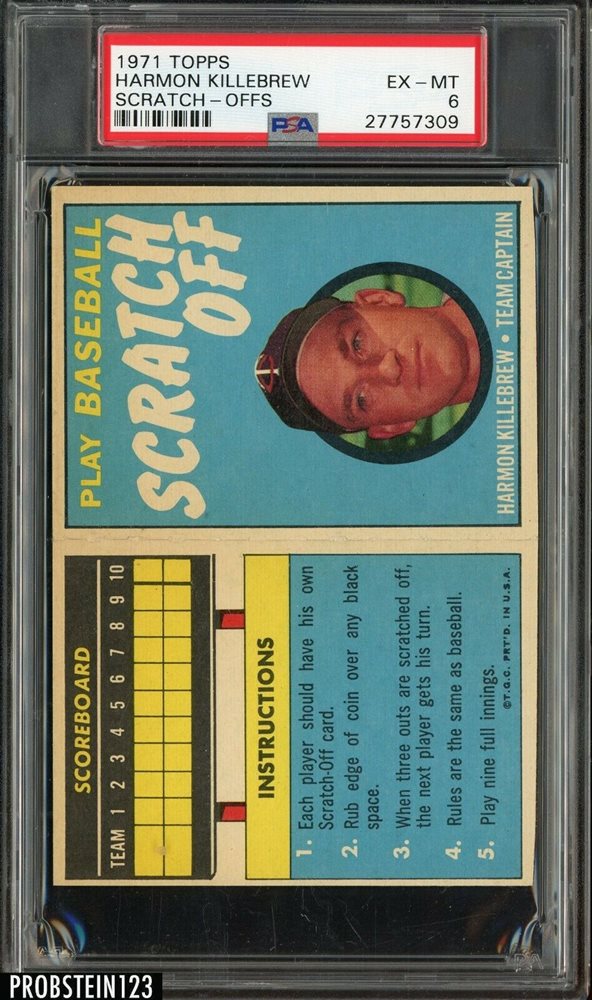 1971 TOPPS
HARMON KILLEBREW
SCRATCH-OFFS
EX-MT
6
27757309
PSA
PLAY BASEBALL
SCRATCH
OFF
HARMON KILLEBREW • TEAM CAPTAIN
SCOREBOARD
TEAM 1 2 3 4 5 6 7 8 9 10
INSTRUCTIONS
1. Each player should have his own
Scratch-Off card.
2. Rub edge of coin over any black
space.
3. When three outs are scratched off,
the next player gets his turn.
4. Rules are the same as baseball.
5. Play nine full innings.
©T.G.C. PRT'D. IN U.S.A.
PROBSTEIN123